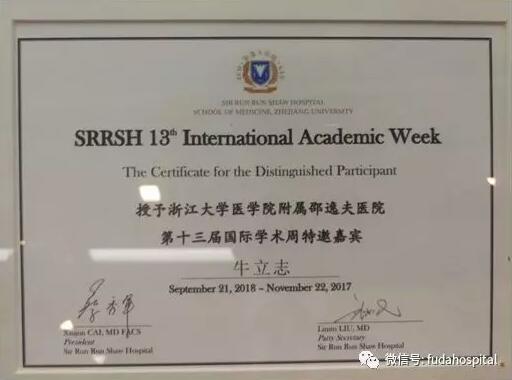 SIR RUN RUN SHAW HOSPITAL
SCHOOL OF MEDICINE, ZHEJIANG UNIVERSITY
SRRSH 13th International Academic Week
The Certificate for the Distinguished Participant
授予浙江大学医学院附属邵逸夫医院
第十三届国际学术周特邀嘉宾
牛立志
September 21, 2018 – November 22, 2017
Xiujun CAI, MD FACS
President
Sir Run Run Shaw Hospital
LIU, MD
Party Secretary
Sir Run Run Shaw Hospital
微信号: fudahospital